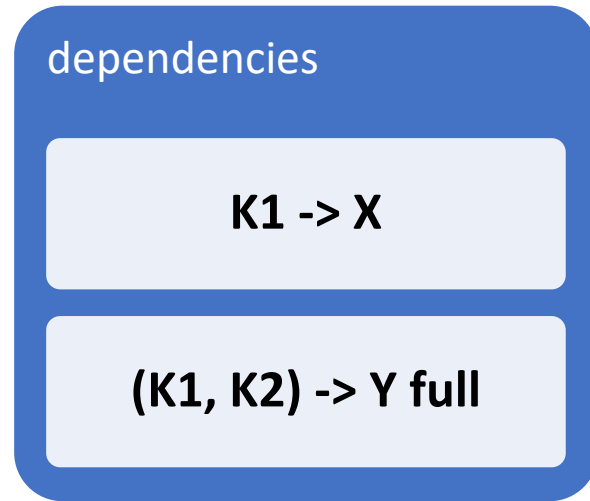 dependencies
K1 -> X
(K1, K2) -> Y full